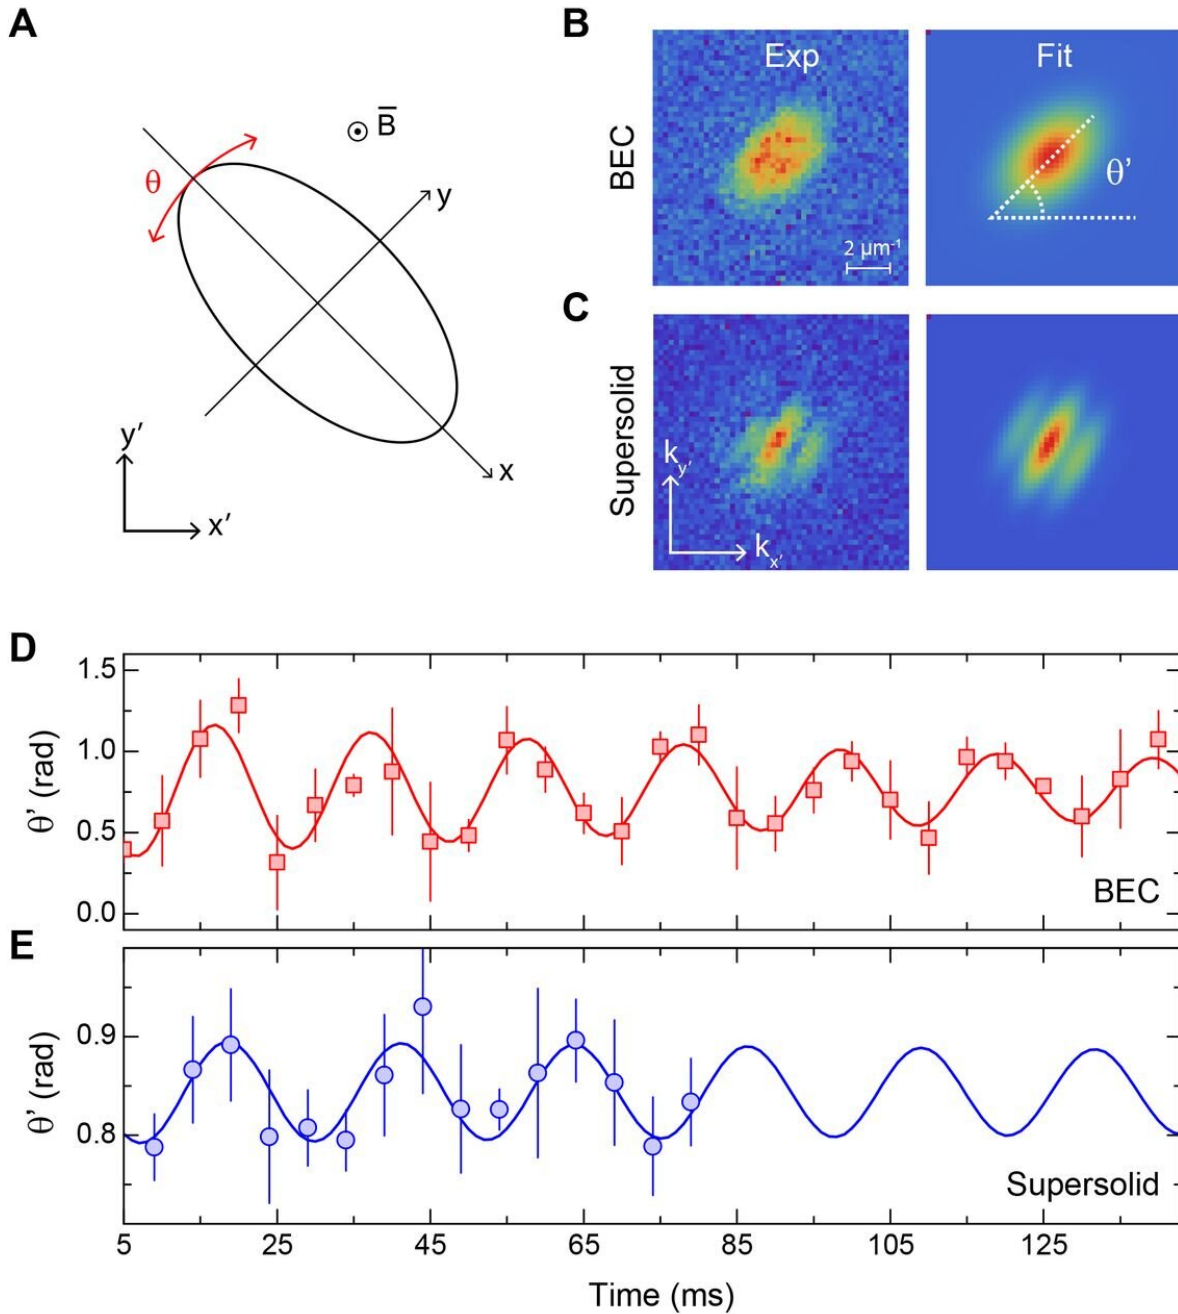 A
B̅
θ
y
x
y'
x'
B
Exp
Fit
BEC
θ'
2 µm⁻¹
C
Supersolid
k_y'
k_x'
D
1.5
1.0
0.5
0.0
θ' (rad)
BEC
E
0.9
0.8
θ' (rad)
Supersolid
5 25 45 65 85 105 125
Time (ms)